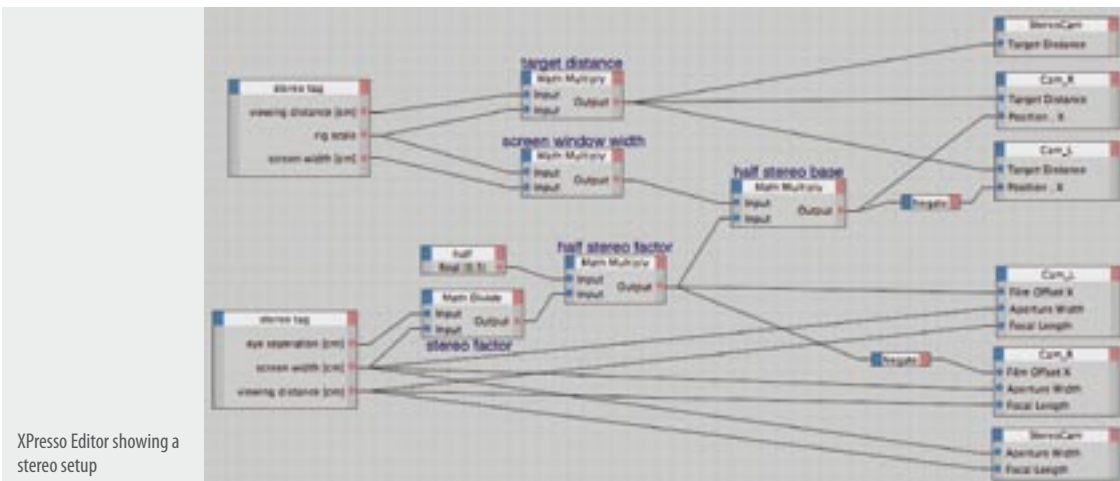 target distance
Math Multiply
Input
Input
Output
stereo tag
viewing distance [cm]
rig scale
screen width [cm]
screen window width
Math Multiply
Input
Input
Output
half stereo base
Math Multiply
Input
Input
Output
StereoCam
Target Distance
Cam_R
Target Distance
Position . X
Cam_L
Target Distance
Position . X
Negate
half
Real [0.5]
half stereo factor
Math Multiply
Input
Input
Output
Math Divide
Input
Input
Output
stereo factor
stereo tag
eye seperation [cm]
screen width [cm]
viewing distance [cm]
Cam_L
Film Offset X
Aperture Width
Focal Length
Negate
Cam_R
Film Offset X
Aperture Width
Focal Length
StereoCam
Aperture Width
Focal Length
XPresso Editor showing a
stereo setup